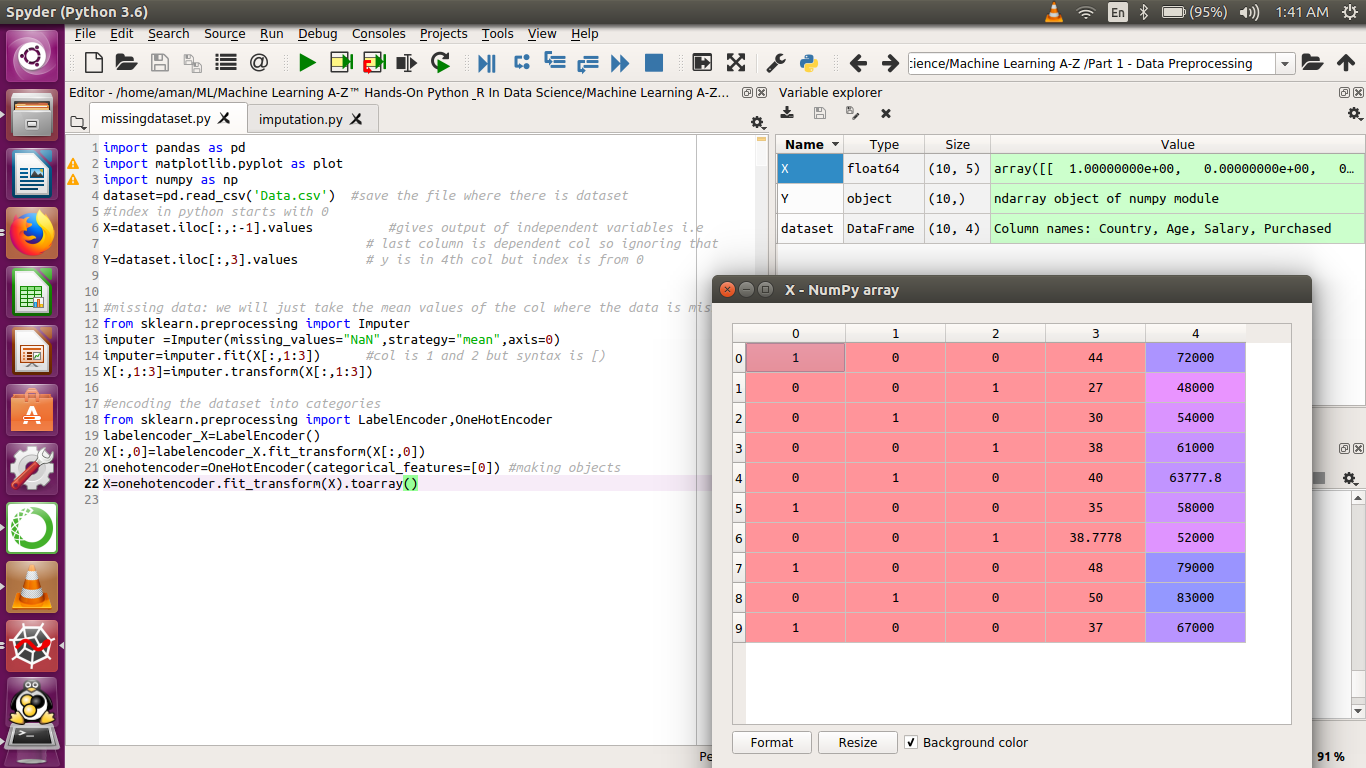 Spyder (Python 3.6)
En
(95%)
1:41 AM
File Edit Search Source Run Debug Consoles Projects Tools View Help
:ience/Machine Learning A-Z /Part 1 - Data Preprocessing
Editor - /home/aman/ML/Machine Learning A-Z™ Hands-On Python _R In Data Science/Machine Learning A-Z...
missingdataset.py
imputation.py
1 import pandas as pd
2 import matplotlib.pyplot as plot
3 import numpy as np
4 dataset=pd.read_csv('Data.csv') #save the file where there is dataset
5 #index in python starts with 0
6 X=dataset.iloc[:,:-1].values #gives output of independent variables i.e
7 # last column is dependent col so ignoring that
8 Y=dataset.iloc[:,3].values # y is in 4th col but index is from 0
9
10
11 #missing data: we will just take the mean values of the col where the data is mis
12 from sklearn.preprocessing import Imputer
13 imputer =Imputer(missing_values="NaN",strategy="mean",axis=0)
14 imputer=imputer.fit(X[:,1:3]) #col is 1 and 2 but syntax is [)
15 X[:,1:3]=imputer.transform(X[:,1:3])
16
17 #encoding the dataset into categories
18 from sklearn.preprocessing import LabelEncoder,OneHotEncoder
19 labelencoder_X=LabelEncoder()
20 X[:,0]=labelencoder_X.fit_transform(X[:,0])
21 onehotencoder=OneHotEncoder(categorical_features=[0]) #making objects
22 X=onehotencoder.fit_transform(X).toarray()
23
Variable explorer
Name Type Size Value
X float64 (10, 5) array([[ 1.00000000e+00, 0.00000000e+00, 0...
Y object (10,) ndarray object of numpy module
dataset DataFrame (10, 4) Column names: Country, Age, Salary, Purchased
X - NumPy array
0 1 2 3 4
0 1 0 0 44 72000
1 0 0 1 27 48000
2 0 1 0 30 54000
3 0 0 1 38 61000
4 0 1 0 40 63777.8
5 1 0 0 35 58000
6 0 0 1 38.7778 52000
7 1 0 0 48 79000
8 0 1 0 50 83000
9 1 0 0 37 67000
Format Resize Background color
Pe
91 %